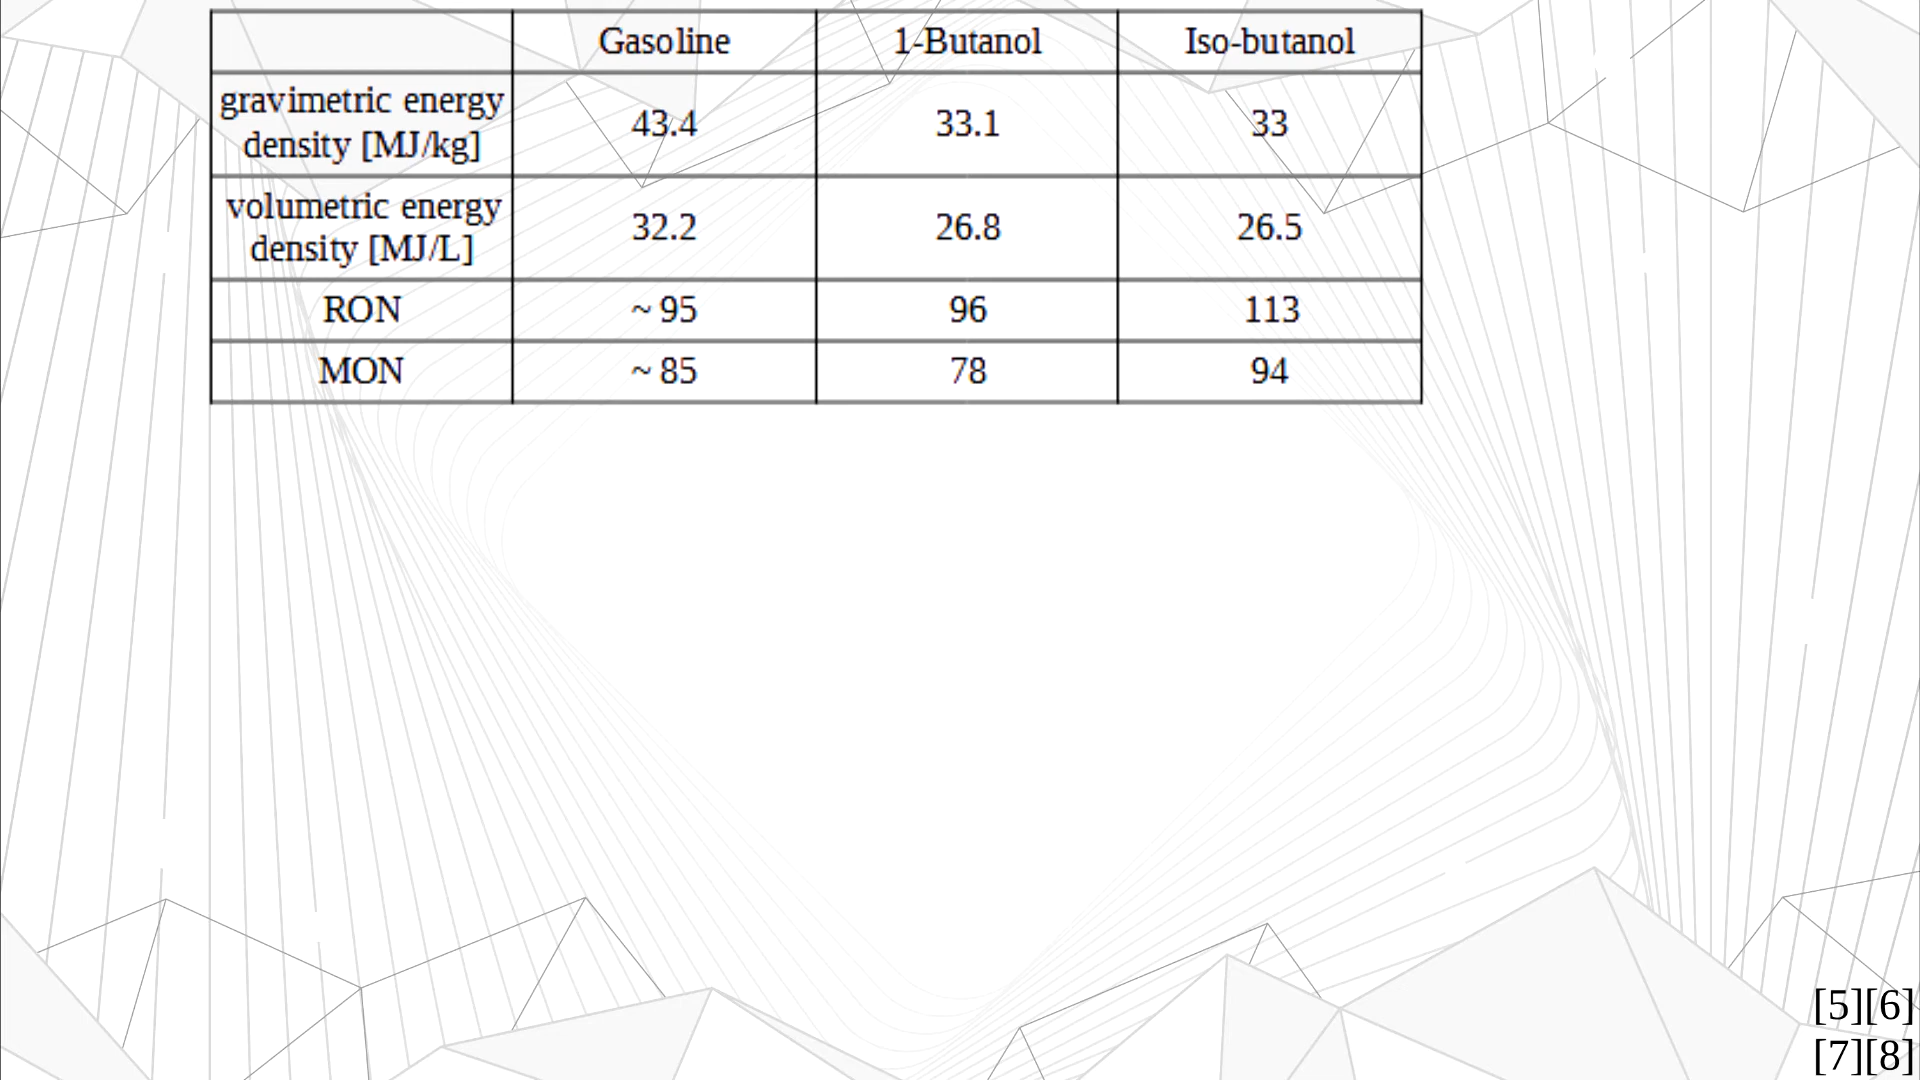 Gasoline 1-Butanol Iso-butanol
gravimetric energy
density [MJ/kg] 43.4 33.1 33
volumetric energy
density [MJ/L] 32.2 26.8 26.5
RON ~ 95 96 113
MON ~ 85 78 94
[5][6]
[7][8]